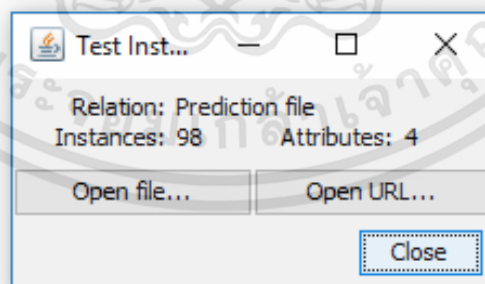 Test Inst...
Relation: Prediction file
Instances: 98 Attributes: 4
Open file... Open URL...
Close